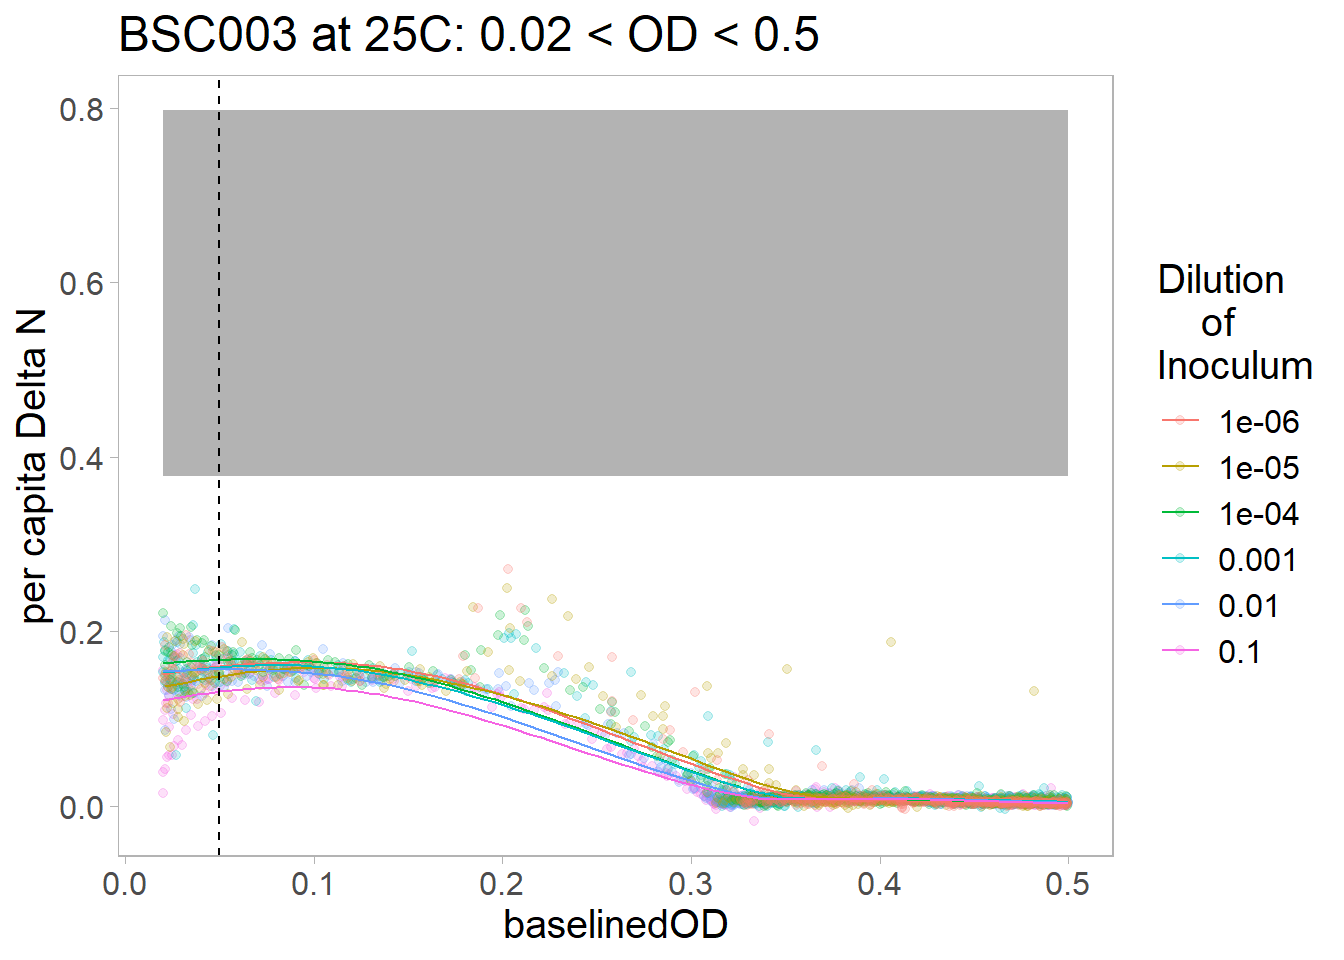 BSC003 at 25C: 0.02 < OD < 0.5
per capita Delta N
0.8
0.6
0.4
0.2
0.0
0.0
0.1
0.2
0.3
0.4
0.5
baselinedOD
Dilution
of
Inoculum
1e-06
1e-05
1e-04
0.001
0.01
0.1